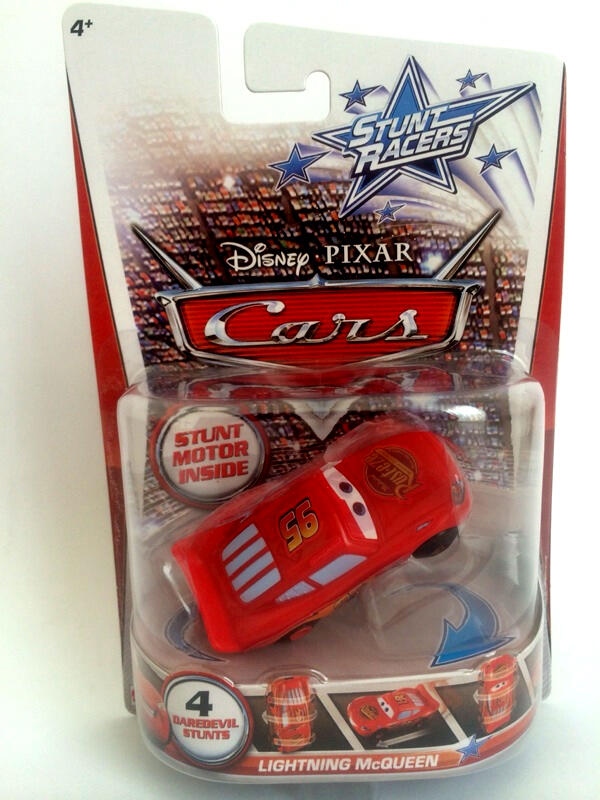 4+
STUNT
RACERS
Disney · PIXAR
Cars
STUNT
MOTOR
INSIDE
95
4
DAREDEVIL
STUNTS
LIGHTNING McQUEEN